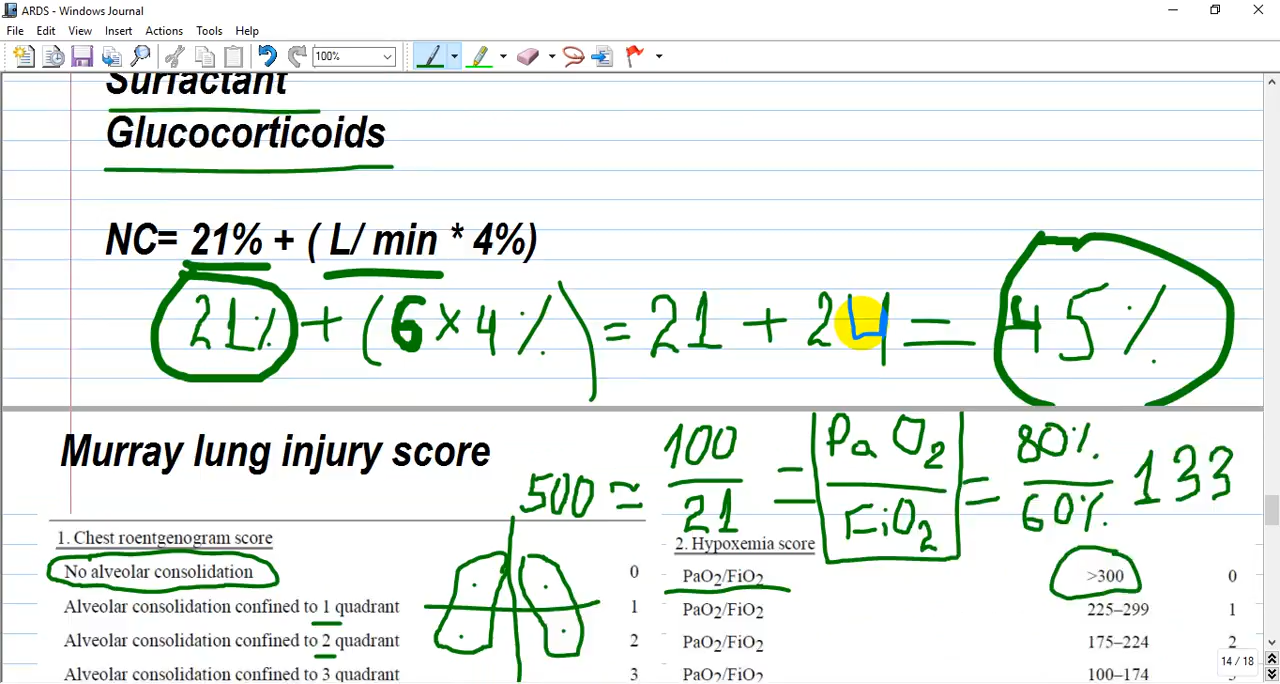 ARDS - Windows Journal
File Edit View Insert Actions Tools Help
100%
Surfactant
Glucocorticoids
NC= 21% + ( L/ min * 4%)
21% + (6 × 4%) = 21 + 24 = 45%
Murray lung injury score
500 ≃ 100/21 = PaO2/FiO2 = 80%/60% 133
1. Chest roentgenogram score
No alveolar consolidation 0
Alveolar consolidation confined to 1 quadrant 1
Alveolar consolidation confined to 2 quadrant 2
Alveolar consolidation confined to 3 quadrant 3
2. Hypoxemia score
PaO2/FiO2 >300 0
PaO2/FiO2 225–299 1
PaO2/FiO2 175–224 2
PaO2/FiO2 100–174
14 / 18